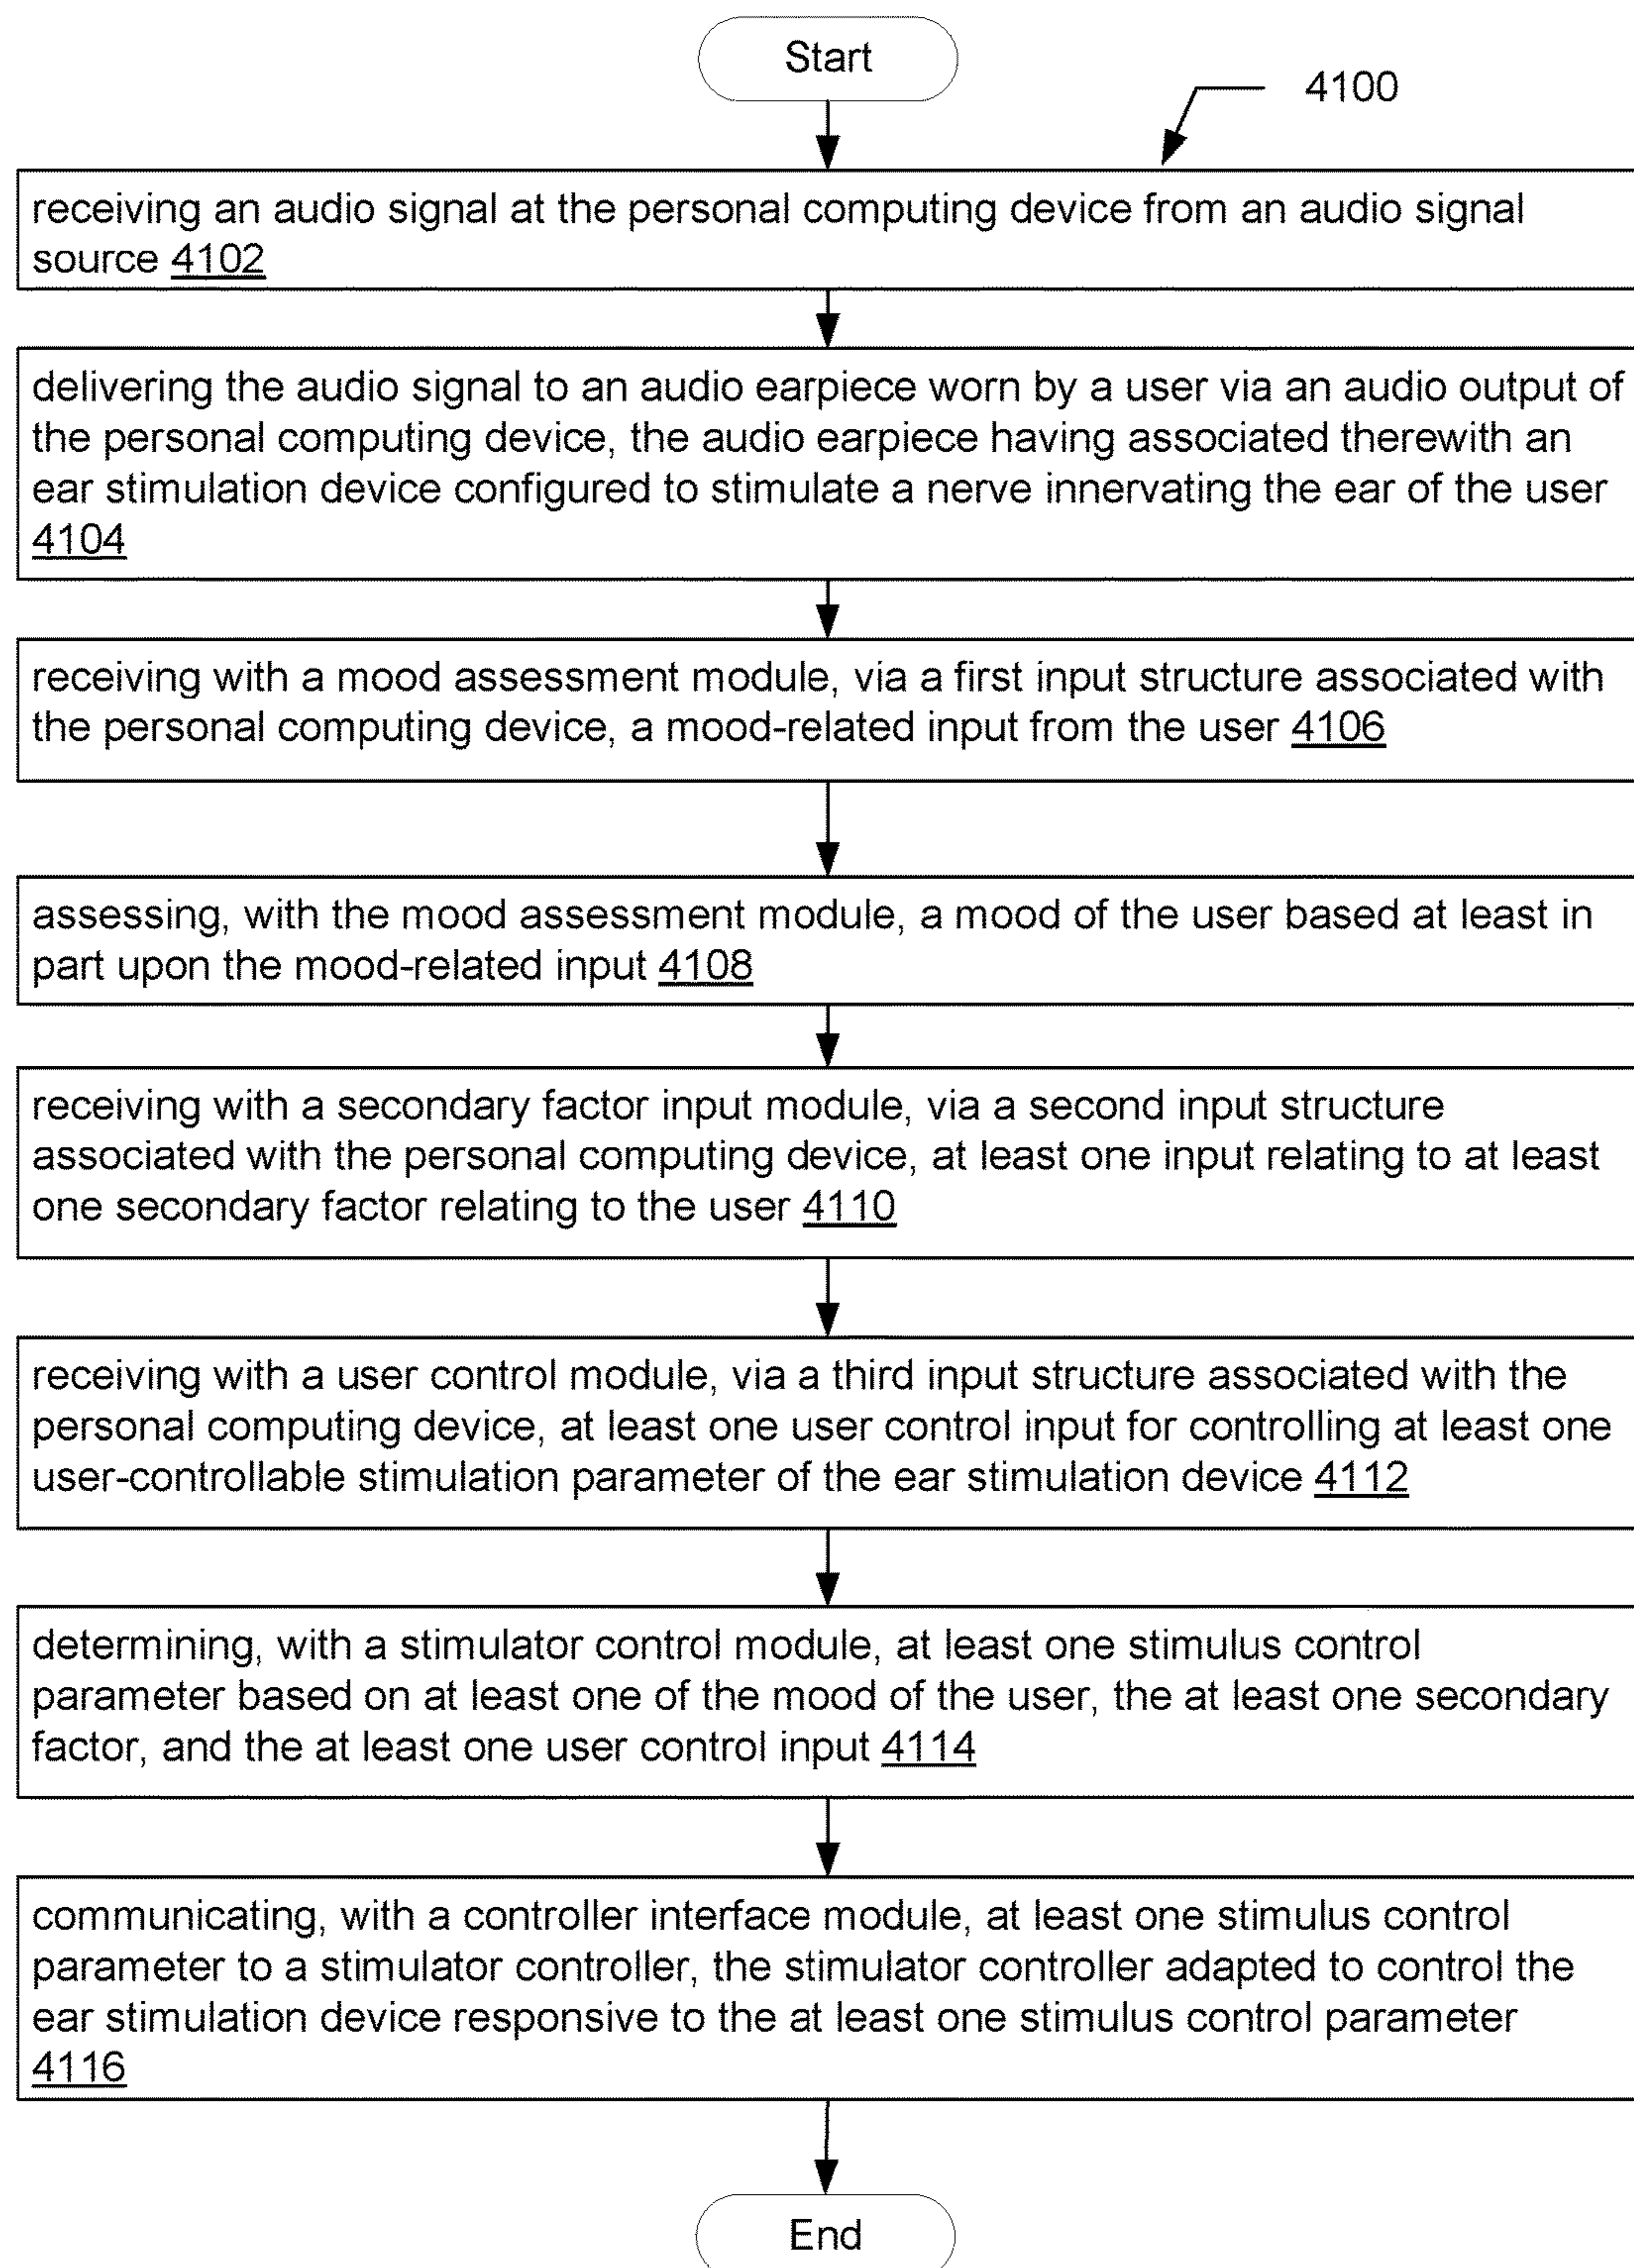 Start
4100
receiving an audio signal at the personal computing device from an audio signal
source 4102
delivering the audio signal to an audio earpiece worn by a user via an audio output of
the personal computing device, the audio earpiece having associated therewith an
ear stimulation device configured to stimulate a nerve innervating the ear of the user
4104
receiving with a mood assessment module, via a first input structure associated with
the personal computing device, a mood-related input from the user 4106
assessing, with the mood assessment module, a mood of the user based at least in
part upon the mood-related input 4108
receiving with a secondary factor input module, via a second input structure
associated with the personal computing device, at least one input relating to at least
one secondary factor relating to the user 4110
receiving with a user control module, via a third input structure associated with the
personal computing device, at least one user control input for controlling at least one
user-controllable stimulation parameter of the ear stimulation device 4112
determining, with a stimulator control module, at least one stimulus control
parameter based on at least one of the mood of the user, the at least one secondary
factor, and the at least one user control input 4114
communicating, with a controller interface module, at least one stimulus control
parameter to a stimulator controller, the stimulator controller adapted to control the
ear stimulation device responsive to the at least one stimulus control parameter
4116
End